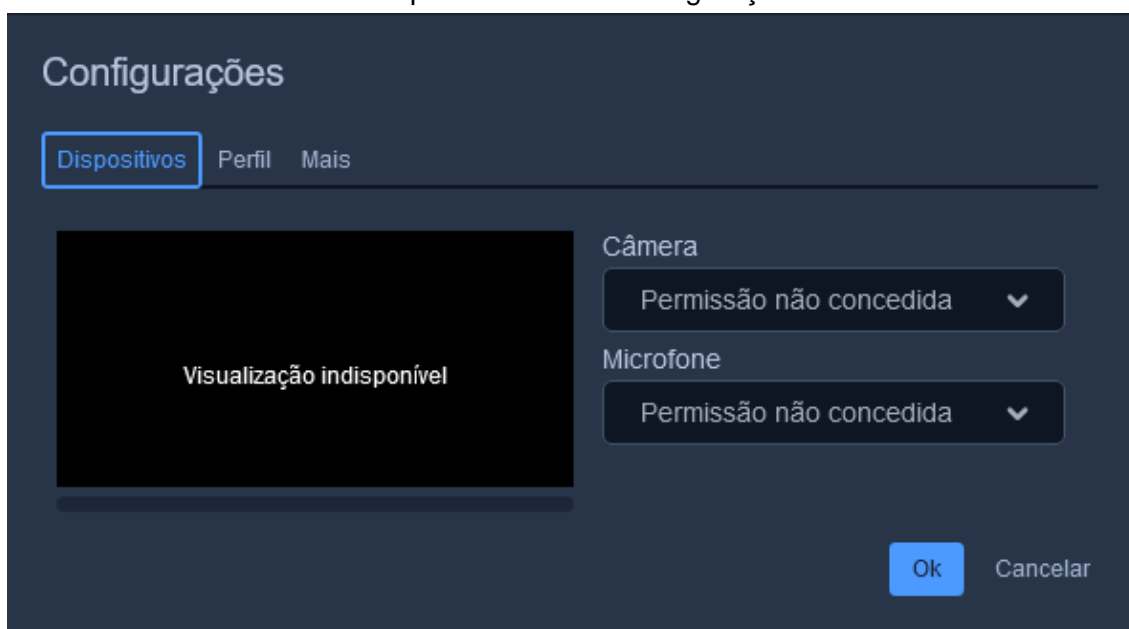 Configurações
Dispositivos Perfil Mais
Visualização indisponível
Câmera
Permissão não concedida
Microfone
Permissão não concedida
Ok Cancelar